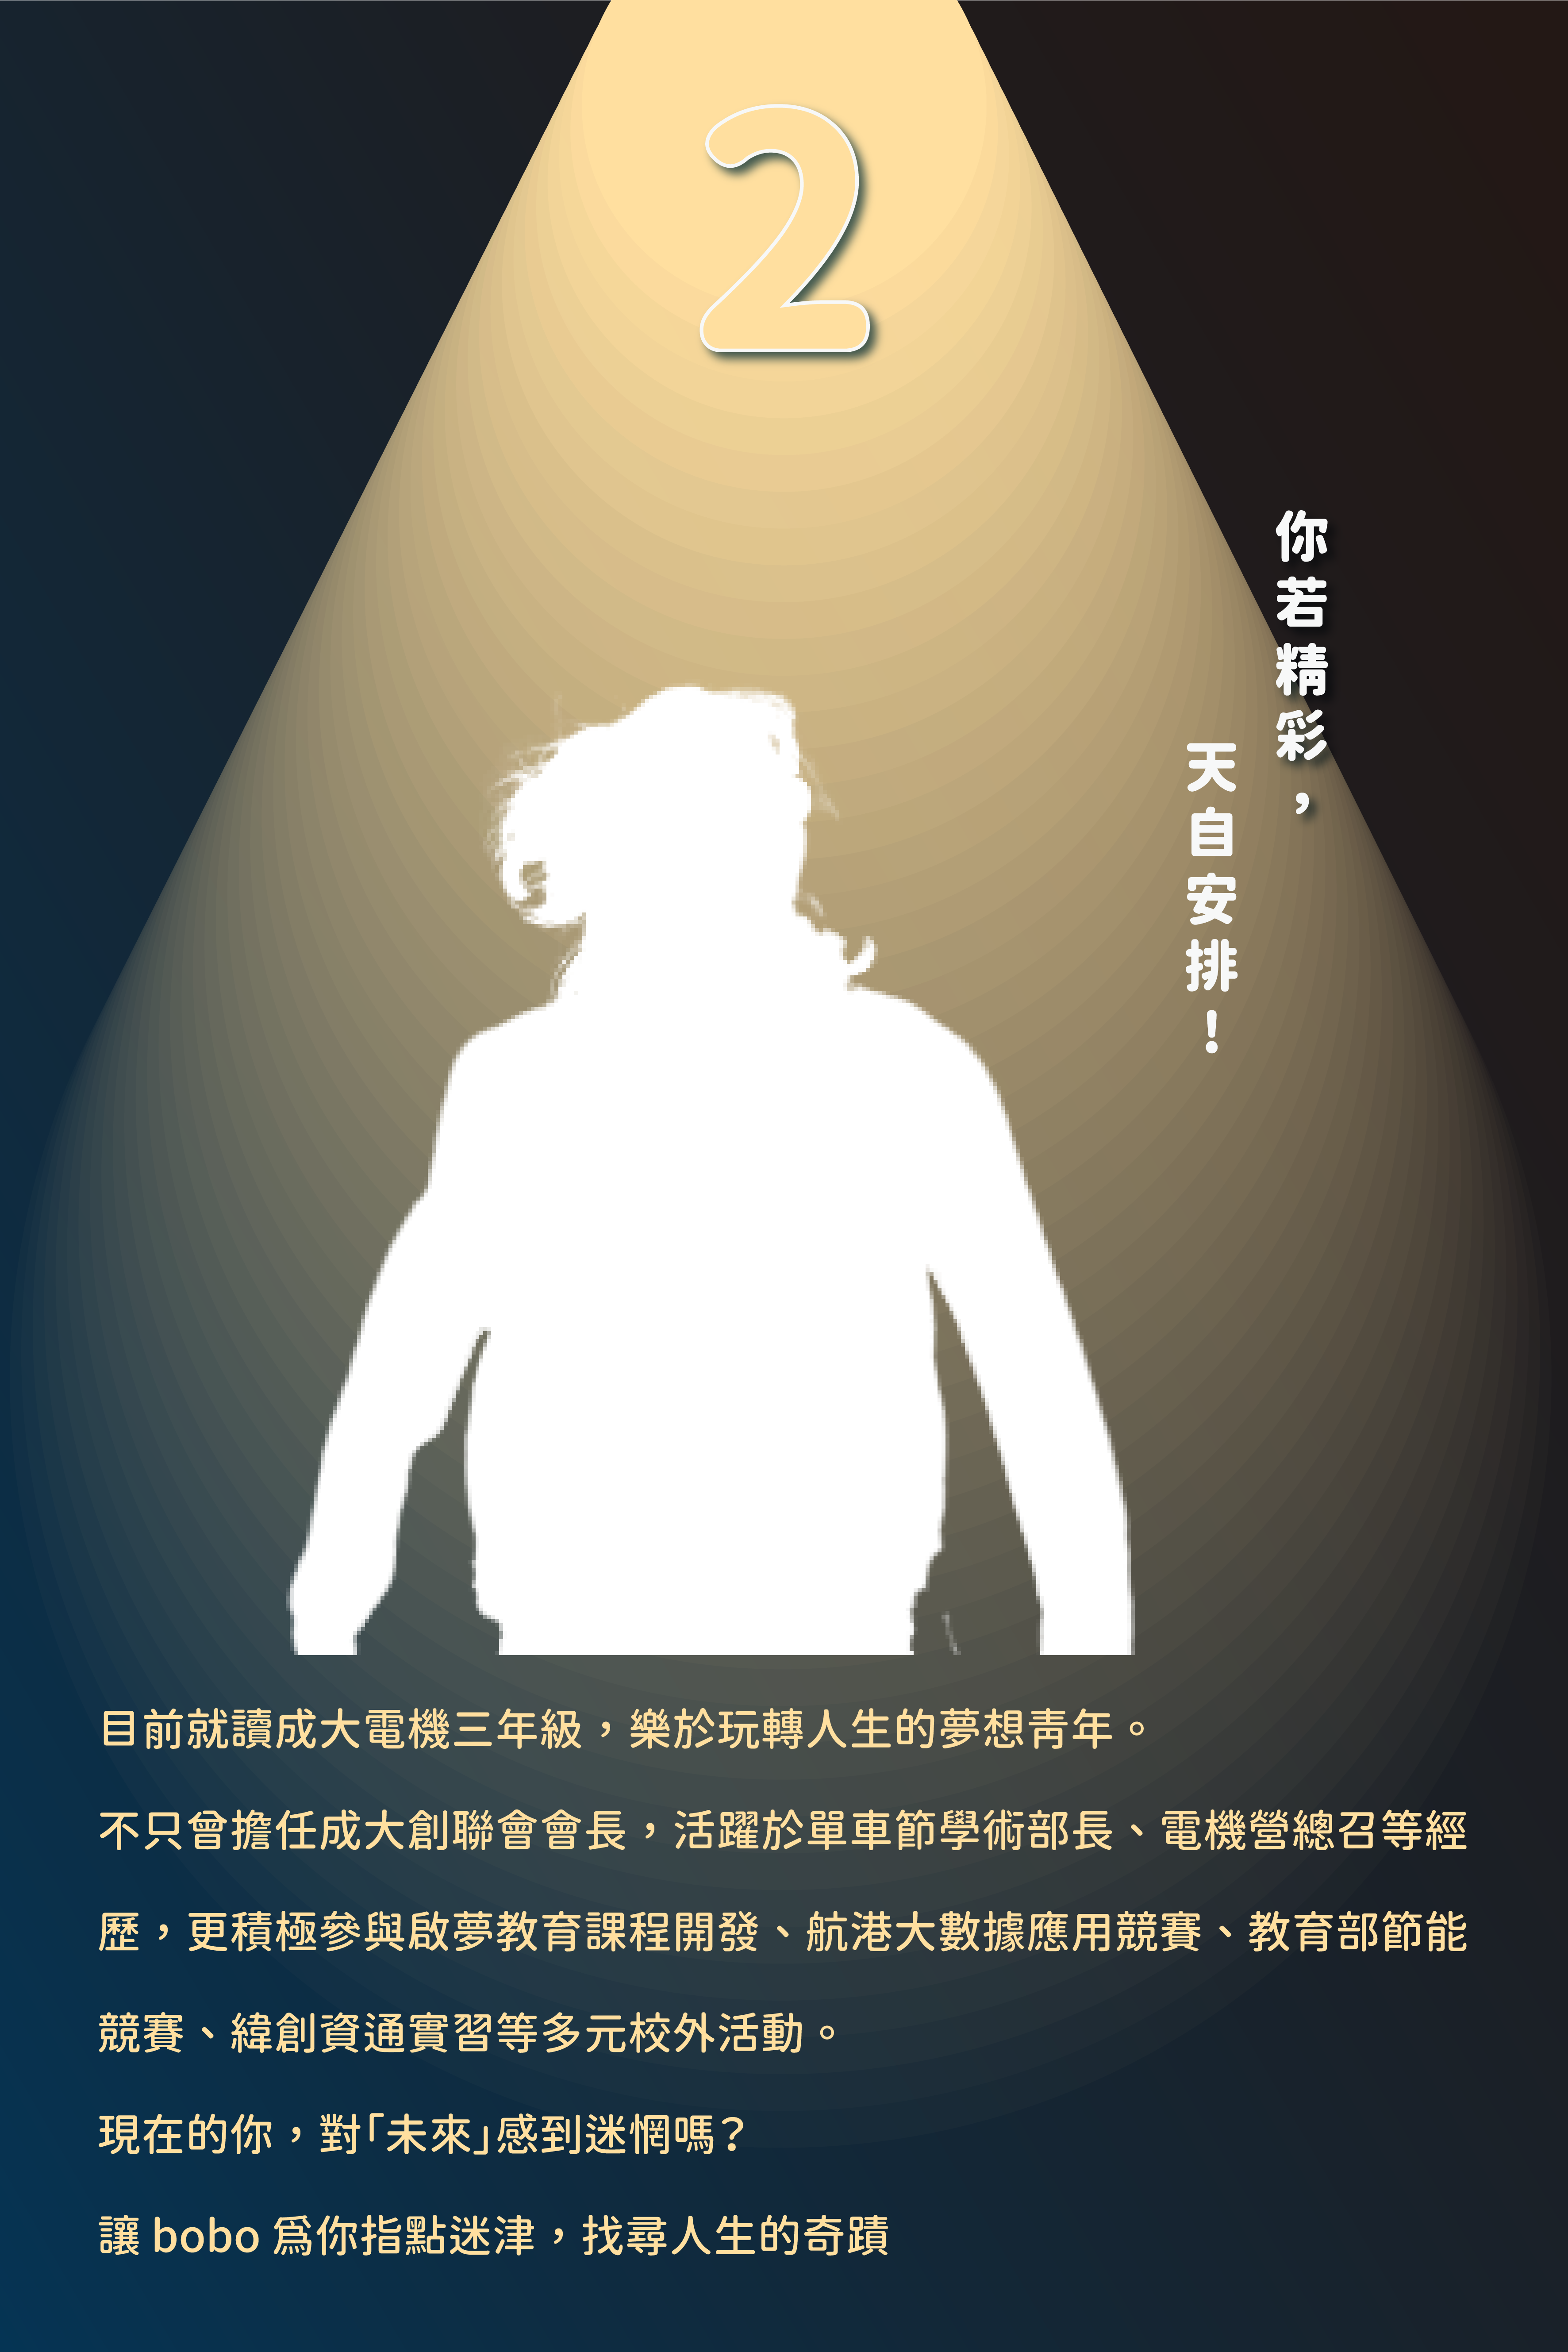 2
你若精彩，
天自安排！
目前就讀成大電機三年級，樂於玩轉人生的夢想青年。
不只曾擔任成大創聯會會長，活躍於單車節學術部長、電機營總召等經
歷，更積極參與啟夢教育課程開發、航港大數據應用競賽、教育部節能
競賽、緯創資通實習等多元校外活動。
現在的你，對「未來」感到迷惘嗎？
讓 bobo 為你指點迷津，找尋人生的奇蹟